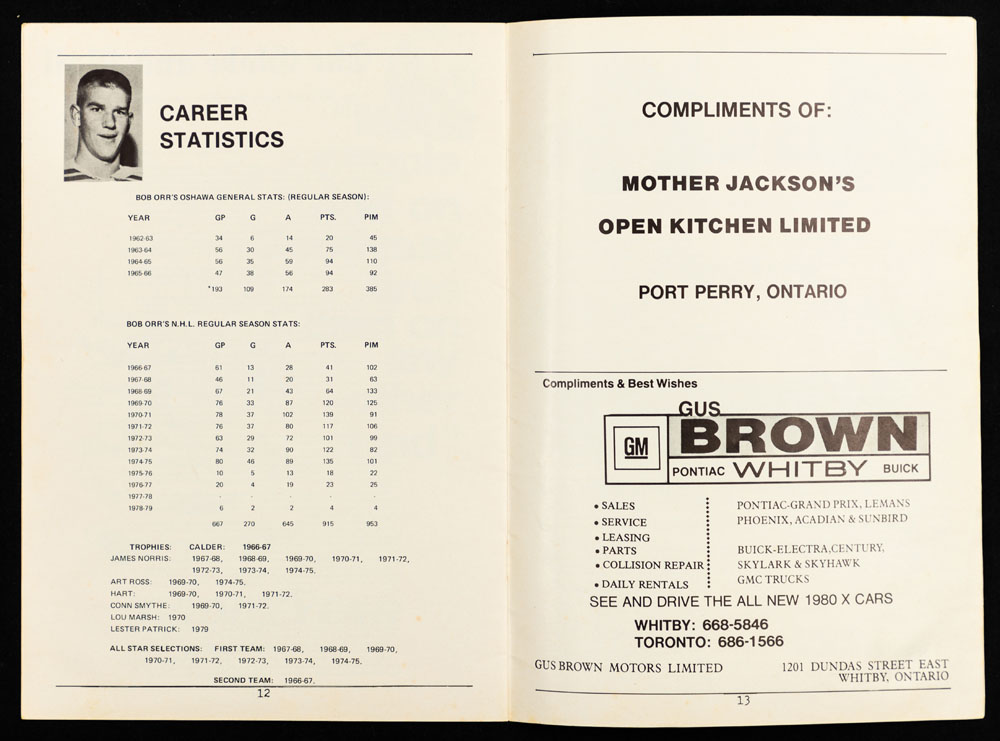 CAREER
STATISTICS
BOB ORR'S OSHAWA GENERAL STATS: (REGULAR SEASON):
YEAR GP G A PTS. PIM
1962-63 34 6 14 20 45
1963-64 56 30 45 75 138
1964-65 56 35 59 94 110
1965-66 47 38 56 94 92
*193 109 174 283 385
BOB ORR'S N.H.L. REGULAR SEASON STATS:
YEAR GP G A PTS. PIM
1966-67 61 13 28 41 102
1967-68 46 11 20 31 63
1968-69 67 21 43 64 133
1969-70 76 33 87 120 125
1970-71 78 37 102 139 91
1971-72 76 37 80 117 106
1972-73 63 29 72 101 99
1973-74 74 32 90 122 82
1974-75 80 46 89 135 101
1975-76 10 5 13 18 22
1976-77 20 4 19 23 25
1977-78 - - - - -
1978-79 6 2 2 4 4
667 270 645 915 953
TROPHIES: CALDER: 1966-67
JAMES NORRIS: 1967-68, 1968-69, 1969-70, 1970-71, 1971-72,
1972-73, 1973-74, 1974-75.
ART ROSS: 1969-70, 1974-75.
HART: 1969-70, 1970-71, 1971-72.
CONN SMYTHE: 1969-70, 1971-72.
LOU MARSH: 1970
LESTER PATRICK: 1979
ALL STAR SELECTIONS: FIRST TEAM: 1967-68, 1968-69, 1969-70,
1970-71, 1971-72, 1972-73, 1973-74, 1974-75.
SECOND TEAM: 1966-67.
12
COMPLIMENTS OF:
MOTHER JACKSON'S
OPEN KITCHEN LIMITED
PORT PERRY, ONTARIO
Compliments & Best Wishes
GUS
GM BROWN
PONTIAC WHITBY BUICK
• SALES
• SERVICE
• LEASING
• PARTS
• COLLISION REPAIR
• DAILY RENTALS
PONTIAC-GRAND PRIX, LEMANS
PHOENIX, ACADIAN & SUNBIRD
BUICK-ELECTRA,CENTURY,
SKYLARK & SKYHAWK
GMC TRUCKS
SEE AND DRIVE THE ALL NEW 1980 X CARS
WHITBY: 668-5846
TORONTO: 686-1566
GUS BROWN MOTORS LIMITED 1201 DUNDAS STREET EAST
WHITBY, ONTARIO
13